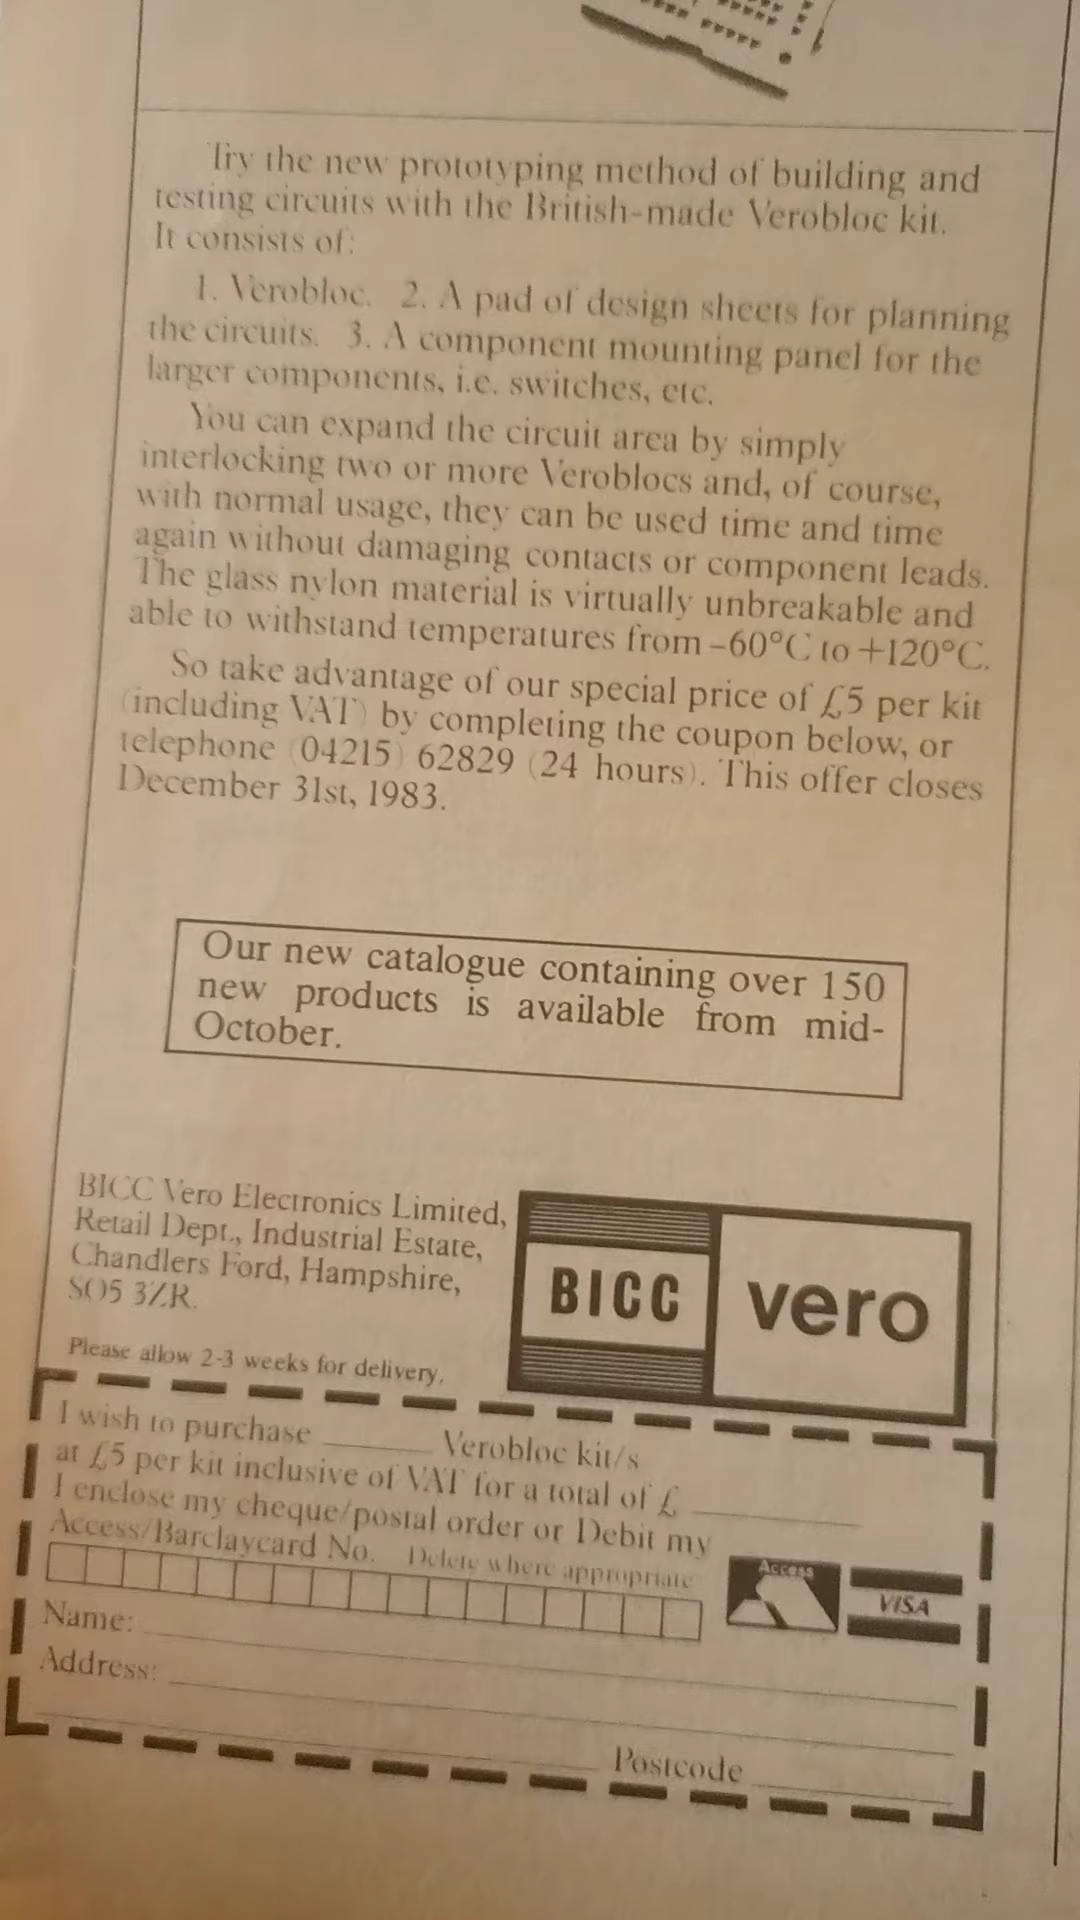 Try the new prototyping method of building and
testing circuits with the British-made Verobloc kit.
It consists of:
1. Verobloc. 2. A pad of design sheets for planning
the circuits. 3. A component mounting panel for the
larger components, i.e. switches, etc.
You can expand the circuit area by simply
interlocking two or more Veroblocs and, of course,
with normal usage, they can be used time and time
again without damaging contacts or component leads.
The glass nylon material is virtually unbreakable and
able to withstand temperatures from –60°C to +120°C.
So take advantage of our special price of £5 per kit
(including VAT) by completing the coupon below, or
telephone (04215) 62829 (24 hours). This offer closes
December 31st, 1983.
Our new catalogue containing over 150
new products is available from mid-
October.
BICC Vero Electronics Limited,
Retail Dept., Industrial Estate,
Chandlers Ford, Hampshire,
SO5 3ZR.
Please allow 2-3 weeks for delivery.
BICC vero
I wish to purchase ______ Verobloc kit/s
at £5 per kit inclusive of VAT for a total of £ ______
I enclose my cheque/postal order or Debit my
Access/Barclaycard No. Delete where appropriate
Access VISA
Name:
Address:
Postcode